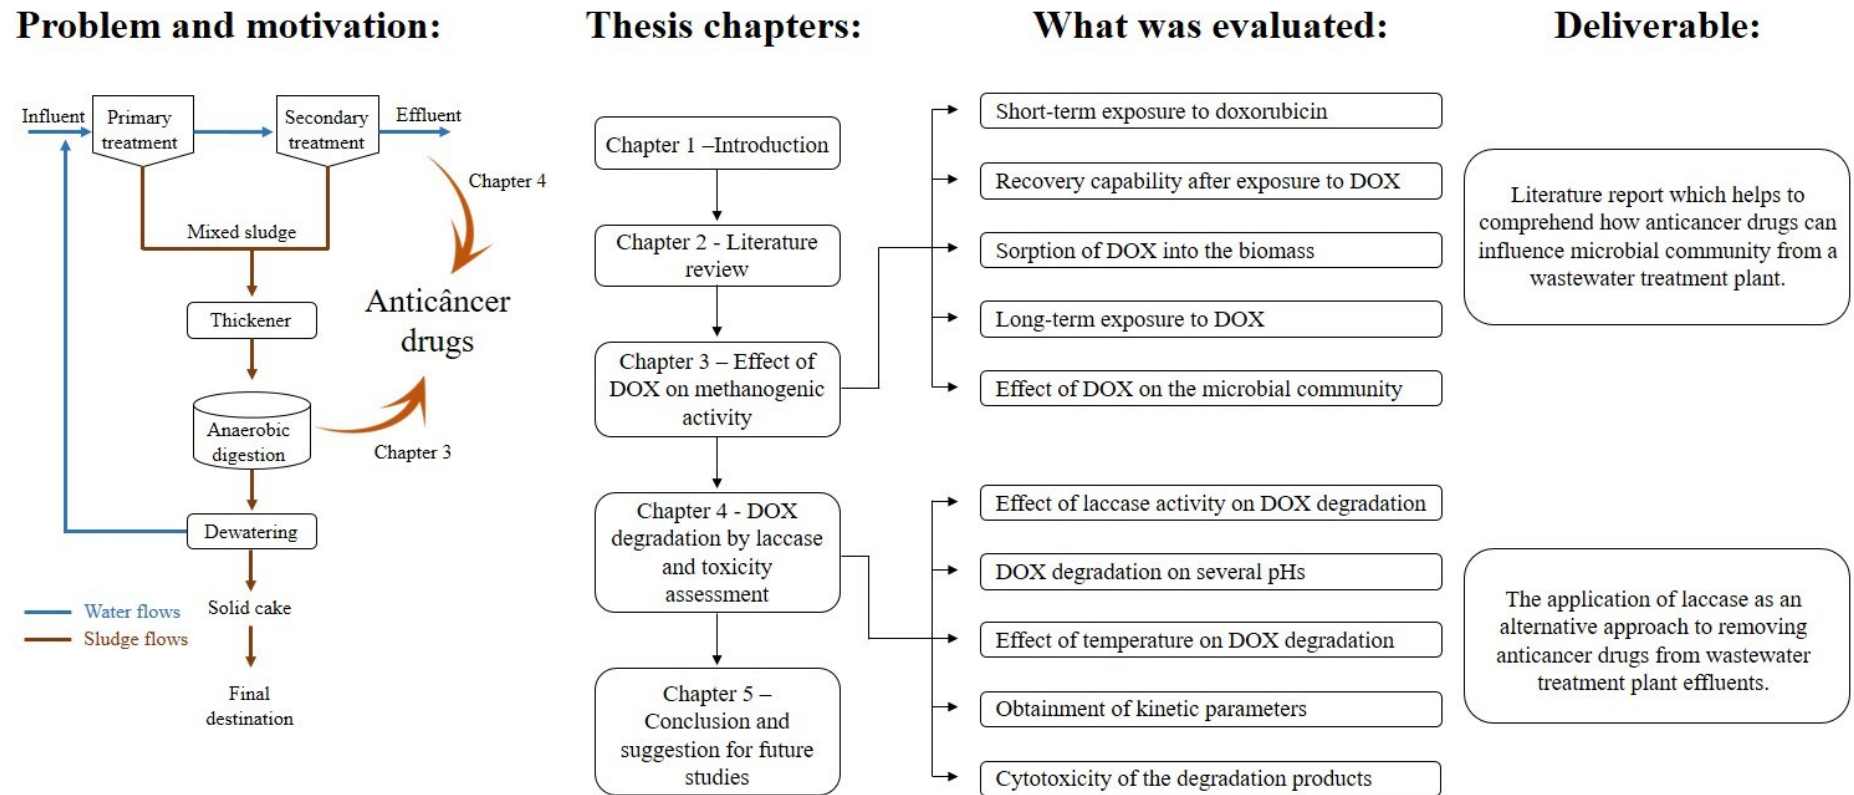 Problem and motivation:
Thesis chapters:
What was evaluated:
Deliverable:
Influent
Primary
treatment
Secondary
treatment
Effluent
Chapter 4
Mixed sludge
Thickener
Anticâncer
drugs
Anaerobic
digestion
Chapter 3
Dewatering
Solid cake
Water flows
Sludge flows
Final
destination
Chapter 1 –Introduction
Chapter 2 - Literature
review
Chapter 3 – Effect of
DOX on methanogenic
activity
Chapter 4 - DOX
degradation by laccase
and toxicity
assessment
Chapter 5 –
Conclusion and
suggestion for future
studies
Short-term exposure to doxorubicin
Recovery capability after exposure to DOX
Sorption of DOX into the biomass
Long-term exposure to DOX
Effect of DOX on the microbial community
Effect of laccase activity on DOX degradation
DOX degradation on several pHs
Effect of temperature on DOX degradation
Obtainment of kinetic parameters
Cytotoxicity of the degradation products
Literature report which helps to
comprehend how anticancer drugs can
influence microbial community from a
wastewater treatment plant.
The application of laccase as an
alternative approach to removing
anticancer drugs from wastewater
treatment plant effluents.